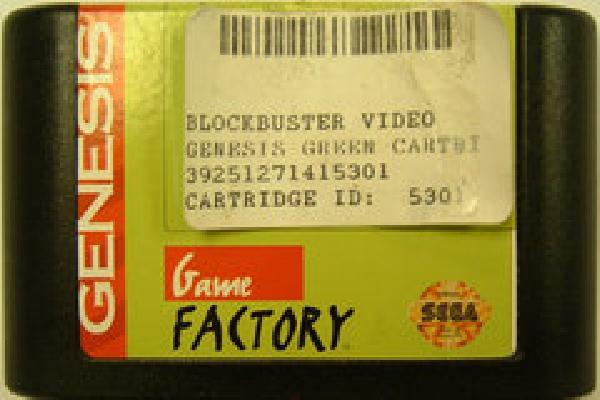 GENESIS
BLOCKBUSTER VIDEO
GENESIS GREEN CARTRI
39251271415301
CARTRIDGE ID: 5301
Game
FACTORY
SEGA